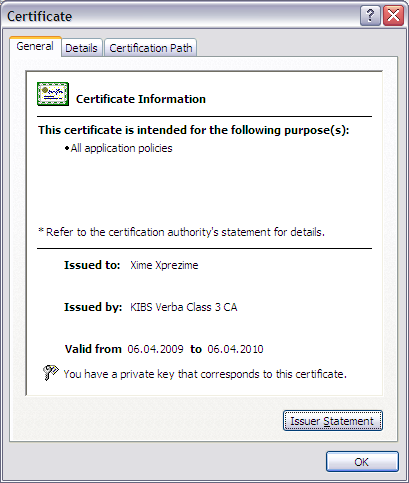 Certificate
General Details Certification Path
Certificate Information
This certificate is intended for the following purpose(s):
•All application policies
* Refer to the certification authority's statement for details.
Issued to: Xime Xprezime
Issued by: KIBS Verba Class 3 CA
Valid from 06.04.2009 to 06.04.2010
You have a private key that corresponds to this certificate.
Issuer Statement
OK